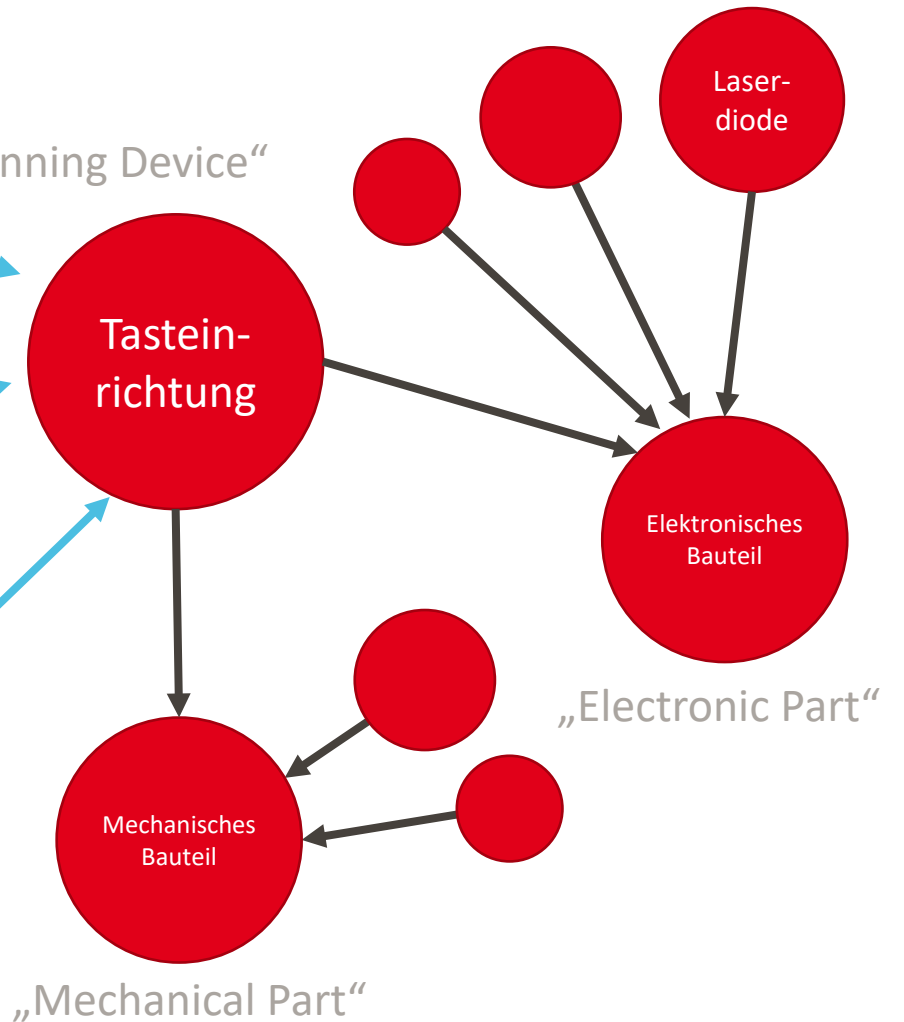 Laser-
diode
nning Device“
Tastein-
richtung
Elektronisches
Bauteil
„Electronic Part“
Mechanisches
Bauteil
„Mechanical Part“